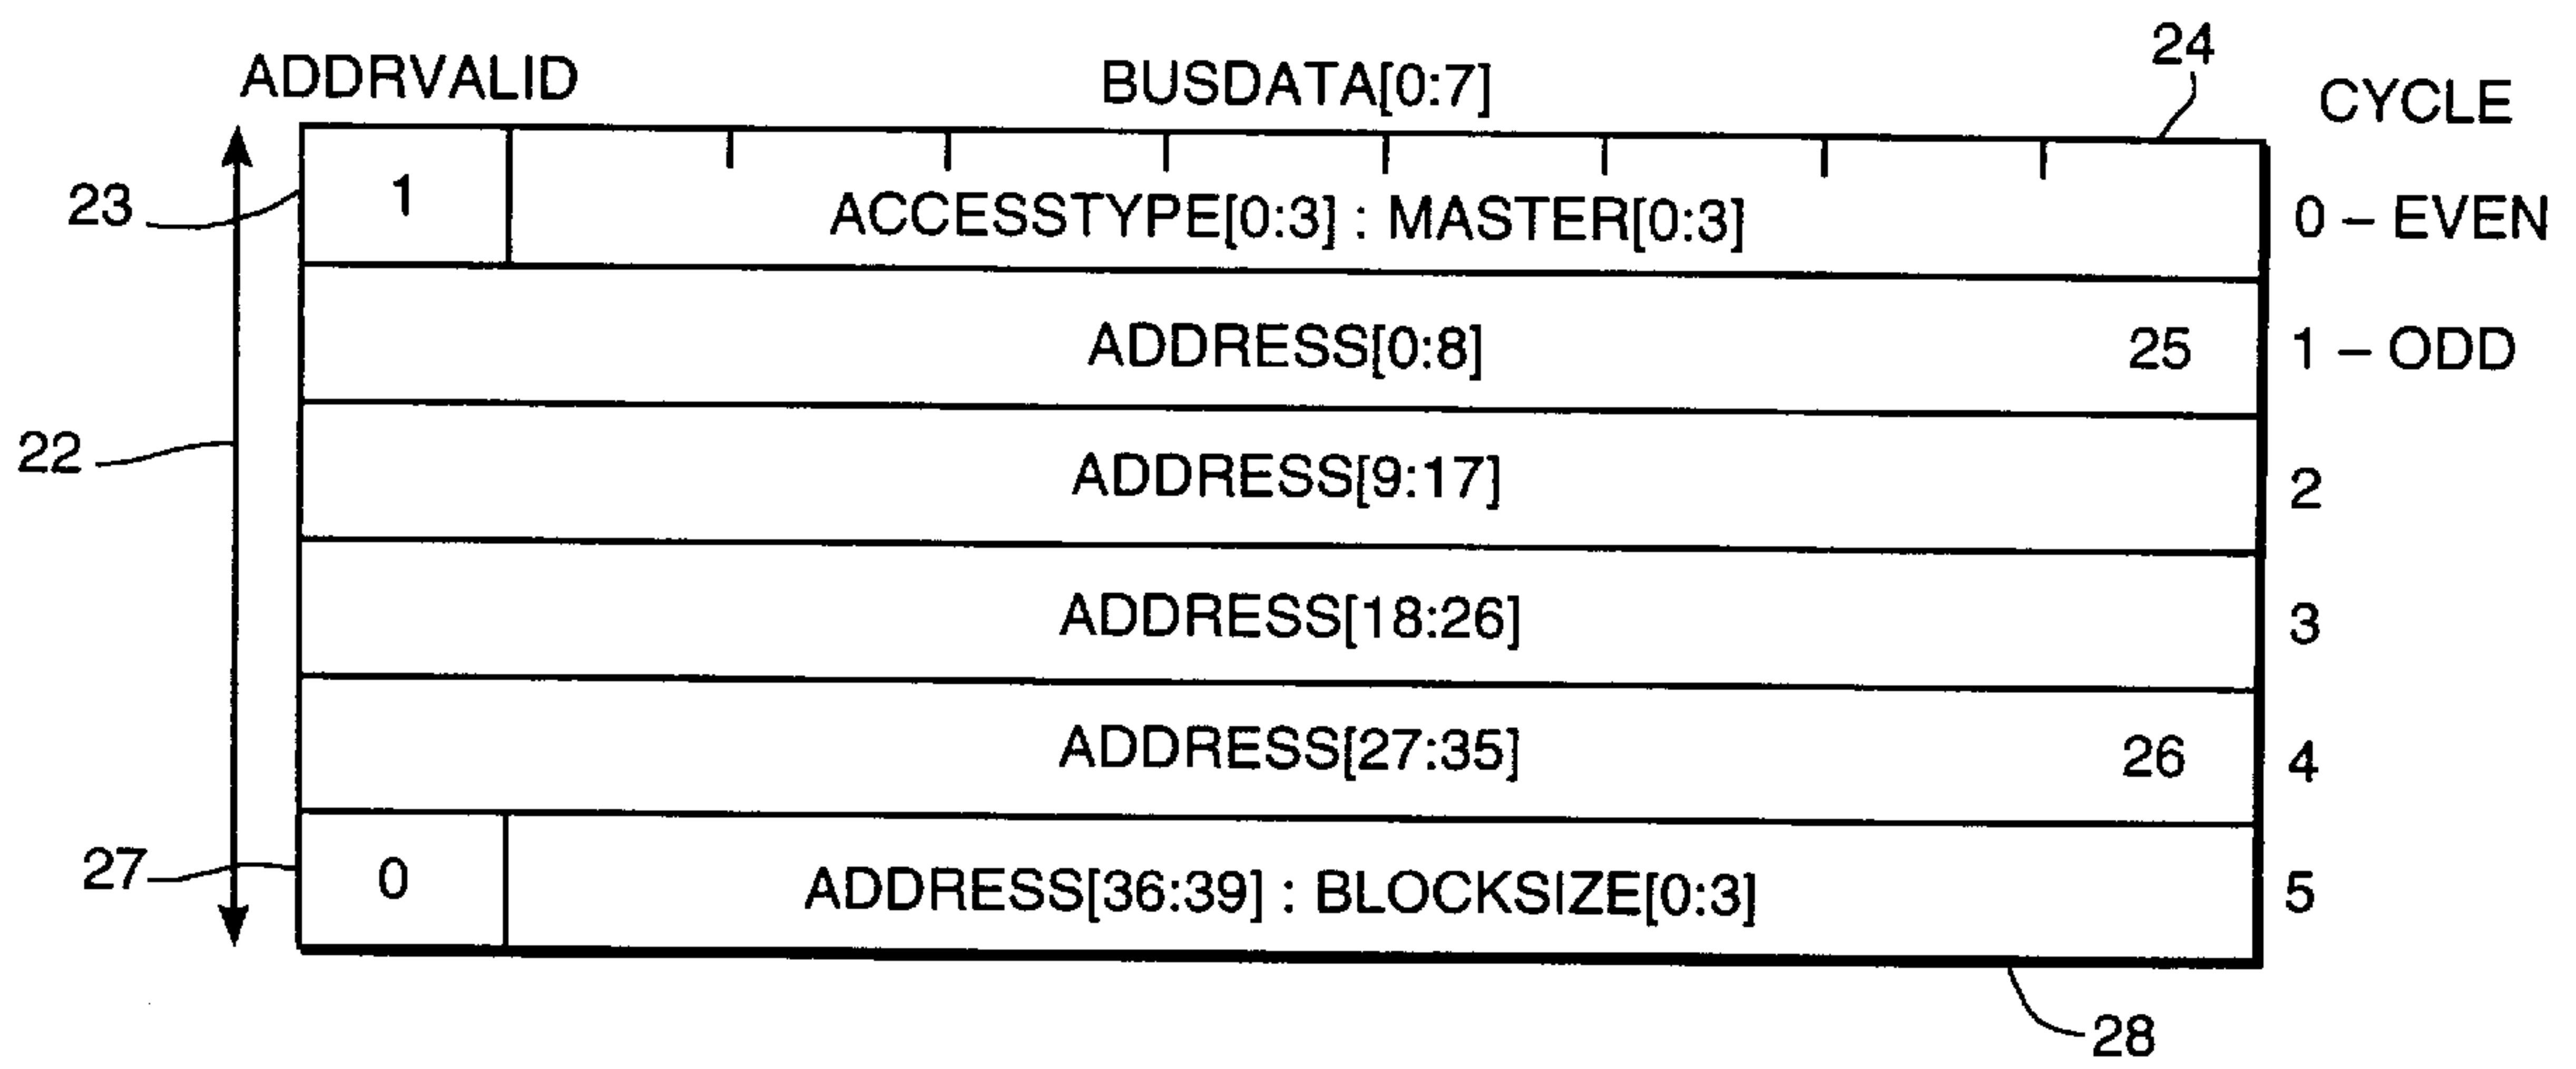 24
ADDRVALID BUSDATA[0:7] CYCLE
23 1 ACCESSTYPE[0:3] : MASTER[0:3] 0 – EVEN
ADDRESS[0:8] 25 1 – ODD
22 ADDRESS[9:17] 2
ADDRESS[18:26] 3
ADDRESS[27:35] 26 4
27 0 ADDRESS[36:39] : BLOCKSIZE[0:3] 5
28